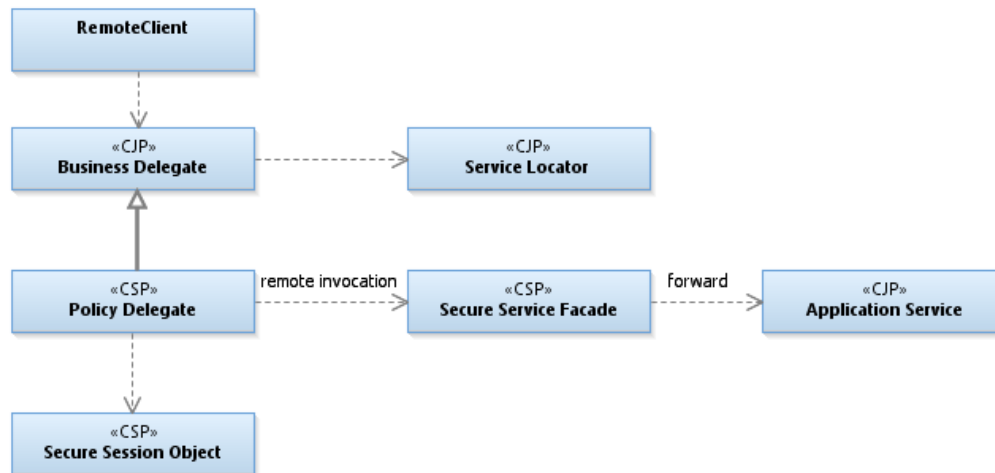 RemoteClient
«CJP»
Business Delegate
«CJP»
Service Locator
«CSP»
Policy Delegate
remote invocation
«CSP»
Secure Service Facade
forward
«CJP»
Application Service
«CSP»
Secure Session Object